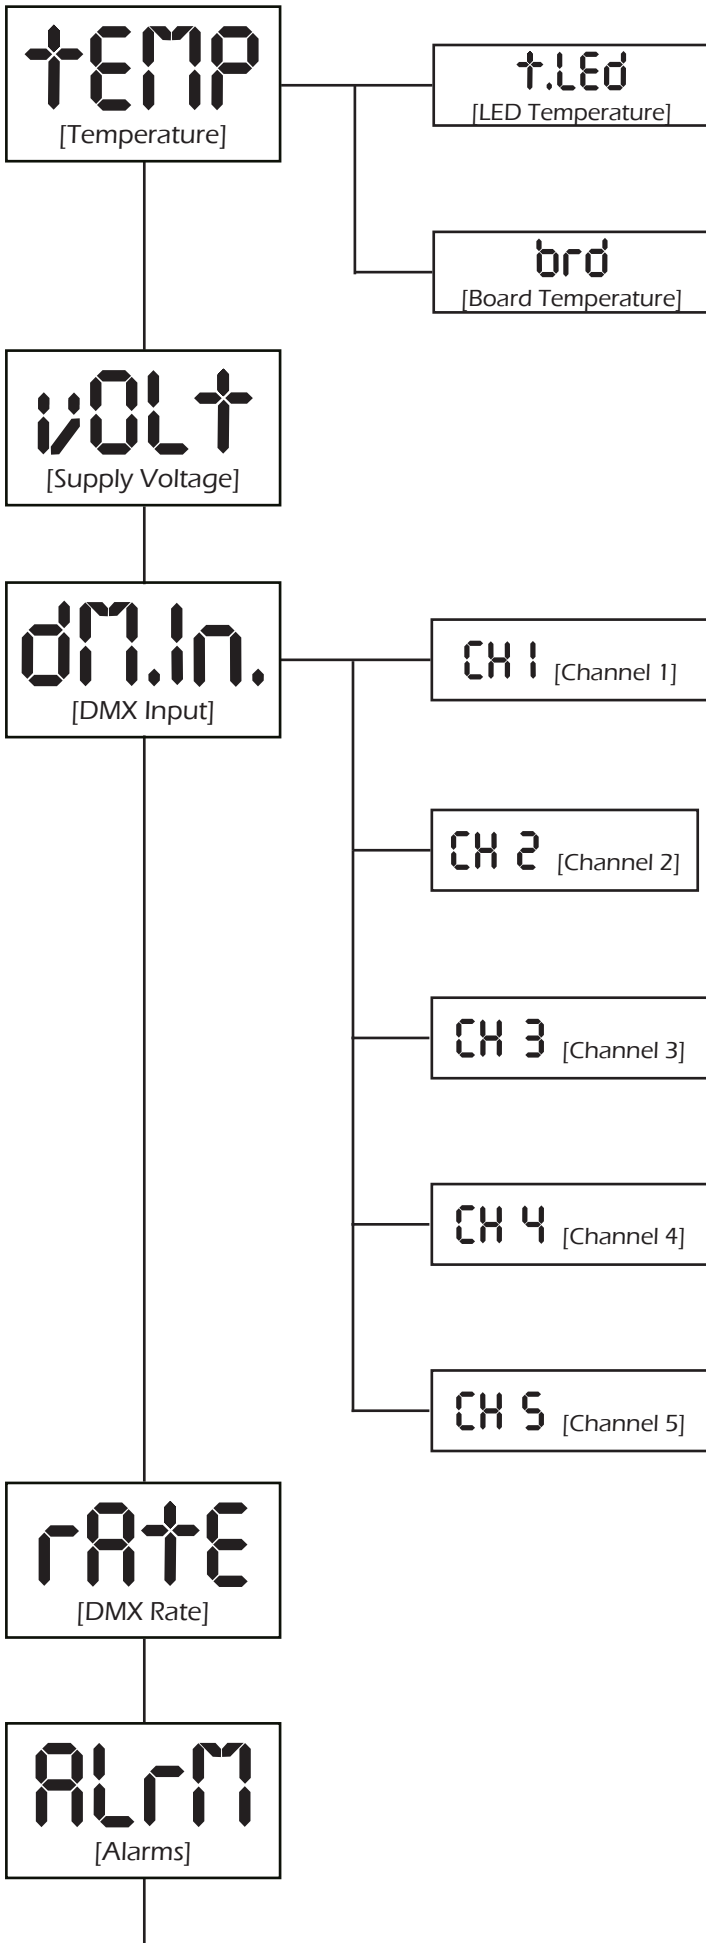 tEMP
[Temperature]
t.LEd
[LED Temperature]
brd
[Board Temperature]
vOLt
[Supply Voltage]
dM.In.
[DMX Input]
CH 1 [Channel 1]
CH 2 [Channel 2]
CH 3 [Channel 3]
CH 4 [Channel 4]
CH 5 [Channel 5]
rAtE
[DMX Rate]
ALrM
[Alarms]